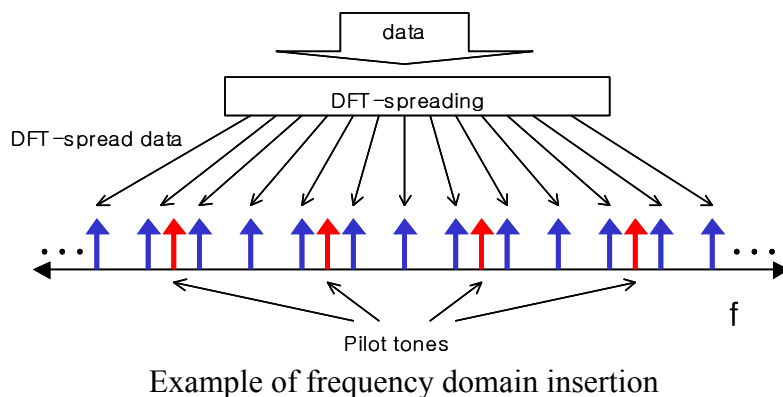 data
DFT-spreading
DFT-spread data
f
Pilot tones
Example of frequency domain insertion